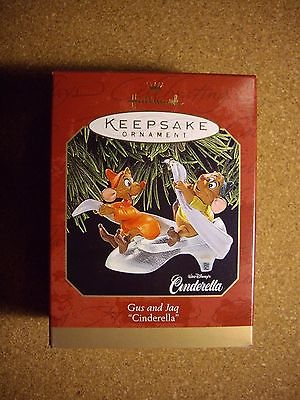 Hallmark
KEEPSAKE
ORNAMENT
WALT DISNEY'S
Cinderella
Gus and Jaq
"Cinderella"